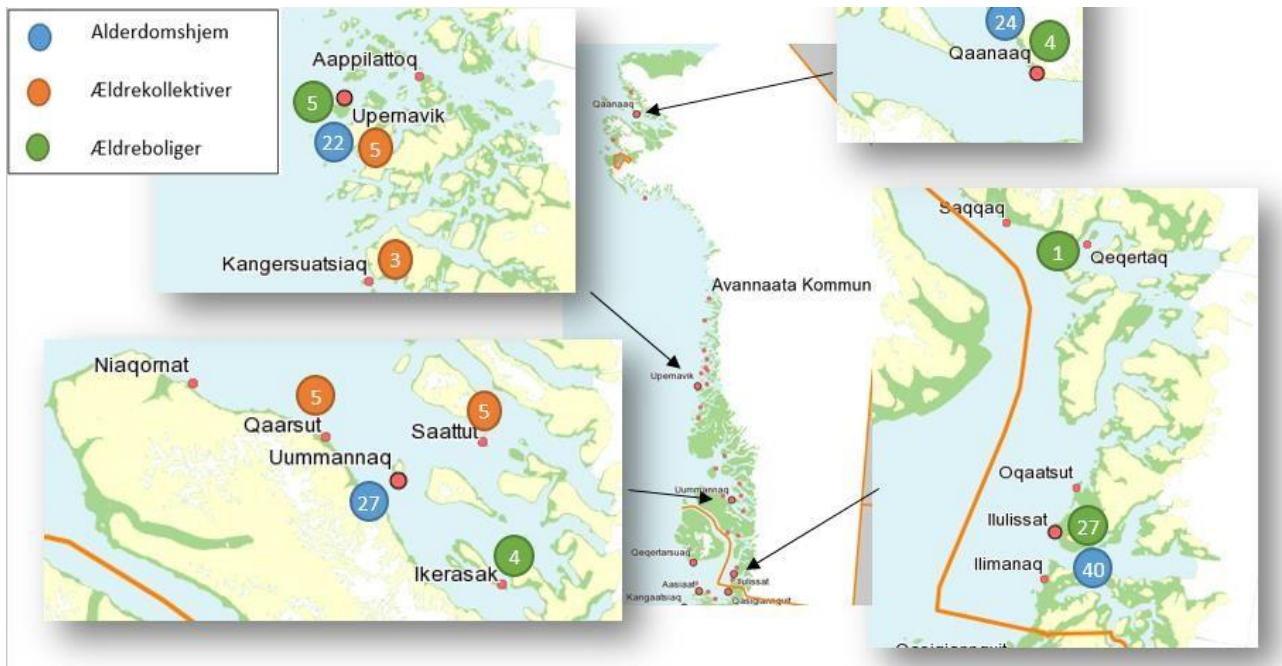 Alderdomshjem
Ældrekollektiver
Ældreboliger
Aappilattoq
5
Upernavik
22
5
Kangersuatsiaq
3
24
4
Qaanaaq
Qaanaaq
Avannaata Kommun
Upernavik
Uummannaq
Qeqertarsuaq
Ilulissat
Aasiaat
Kangaatsiaq
Qasigiannguit
Niaqornat
5
Qaarsut
5
Saattut
Uummannaq
27
4
Ikerasak
Saqqaq
1
Qeqertaq
Oqaatsut
Ilulissat
27
Ilimanaq
40